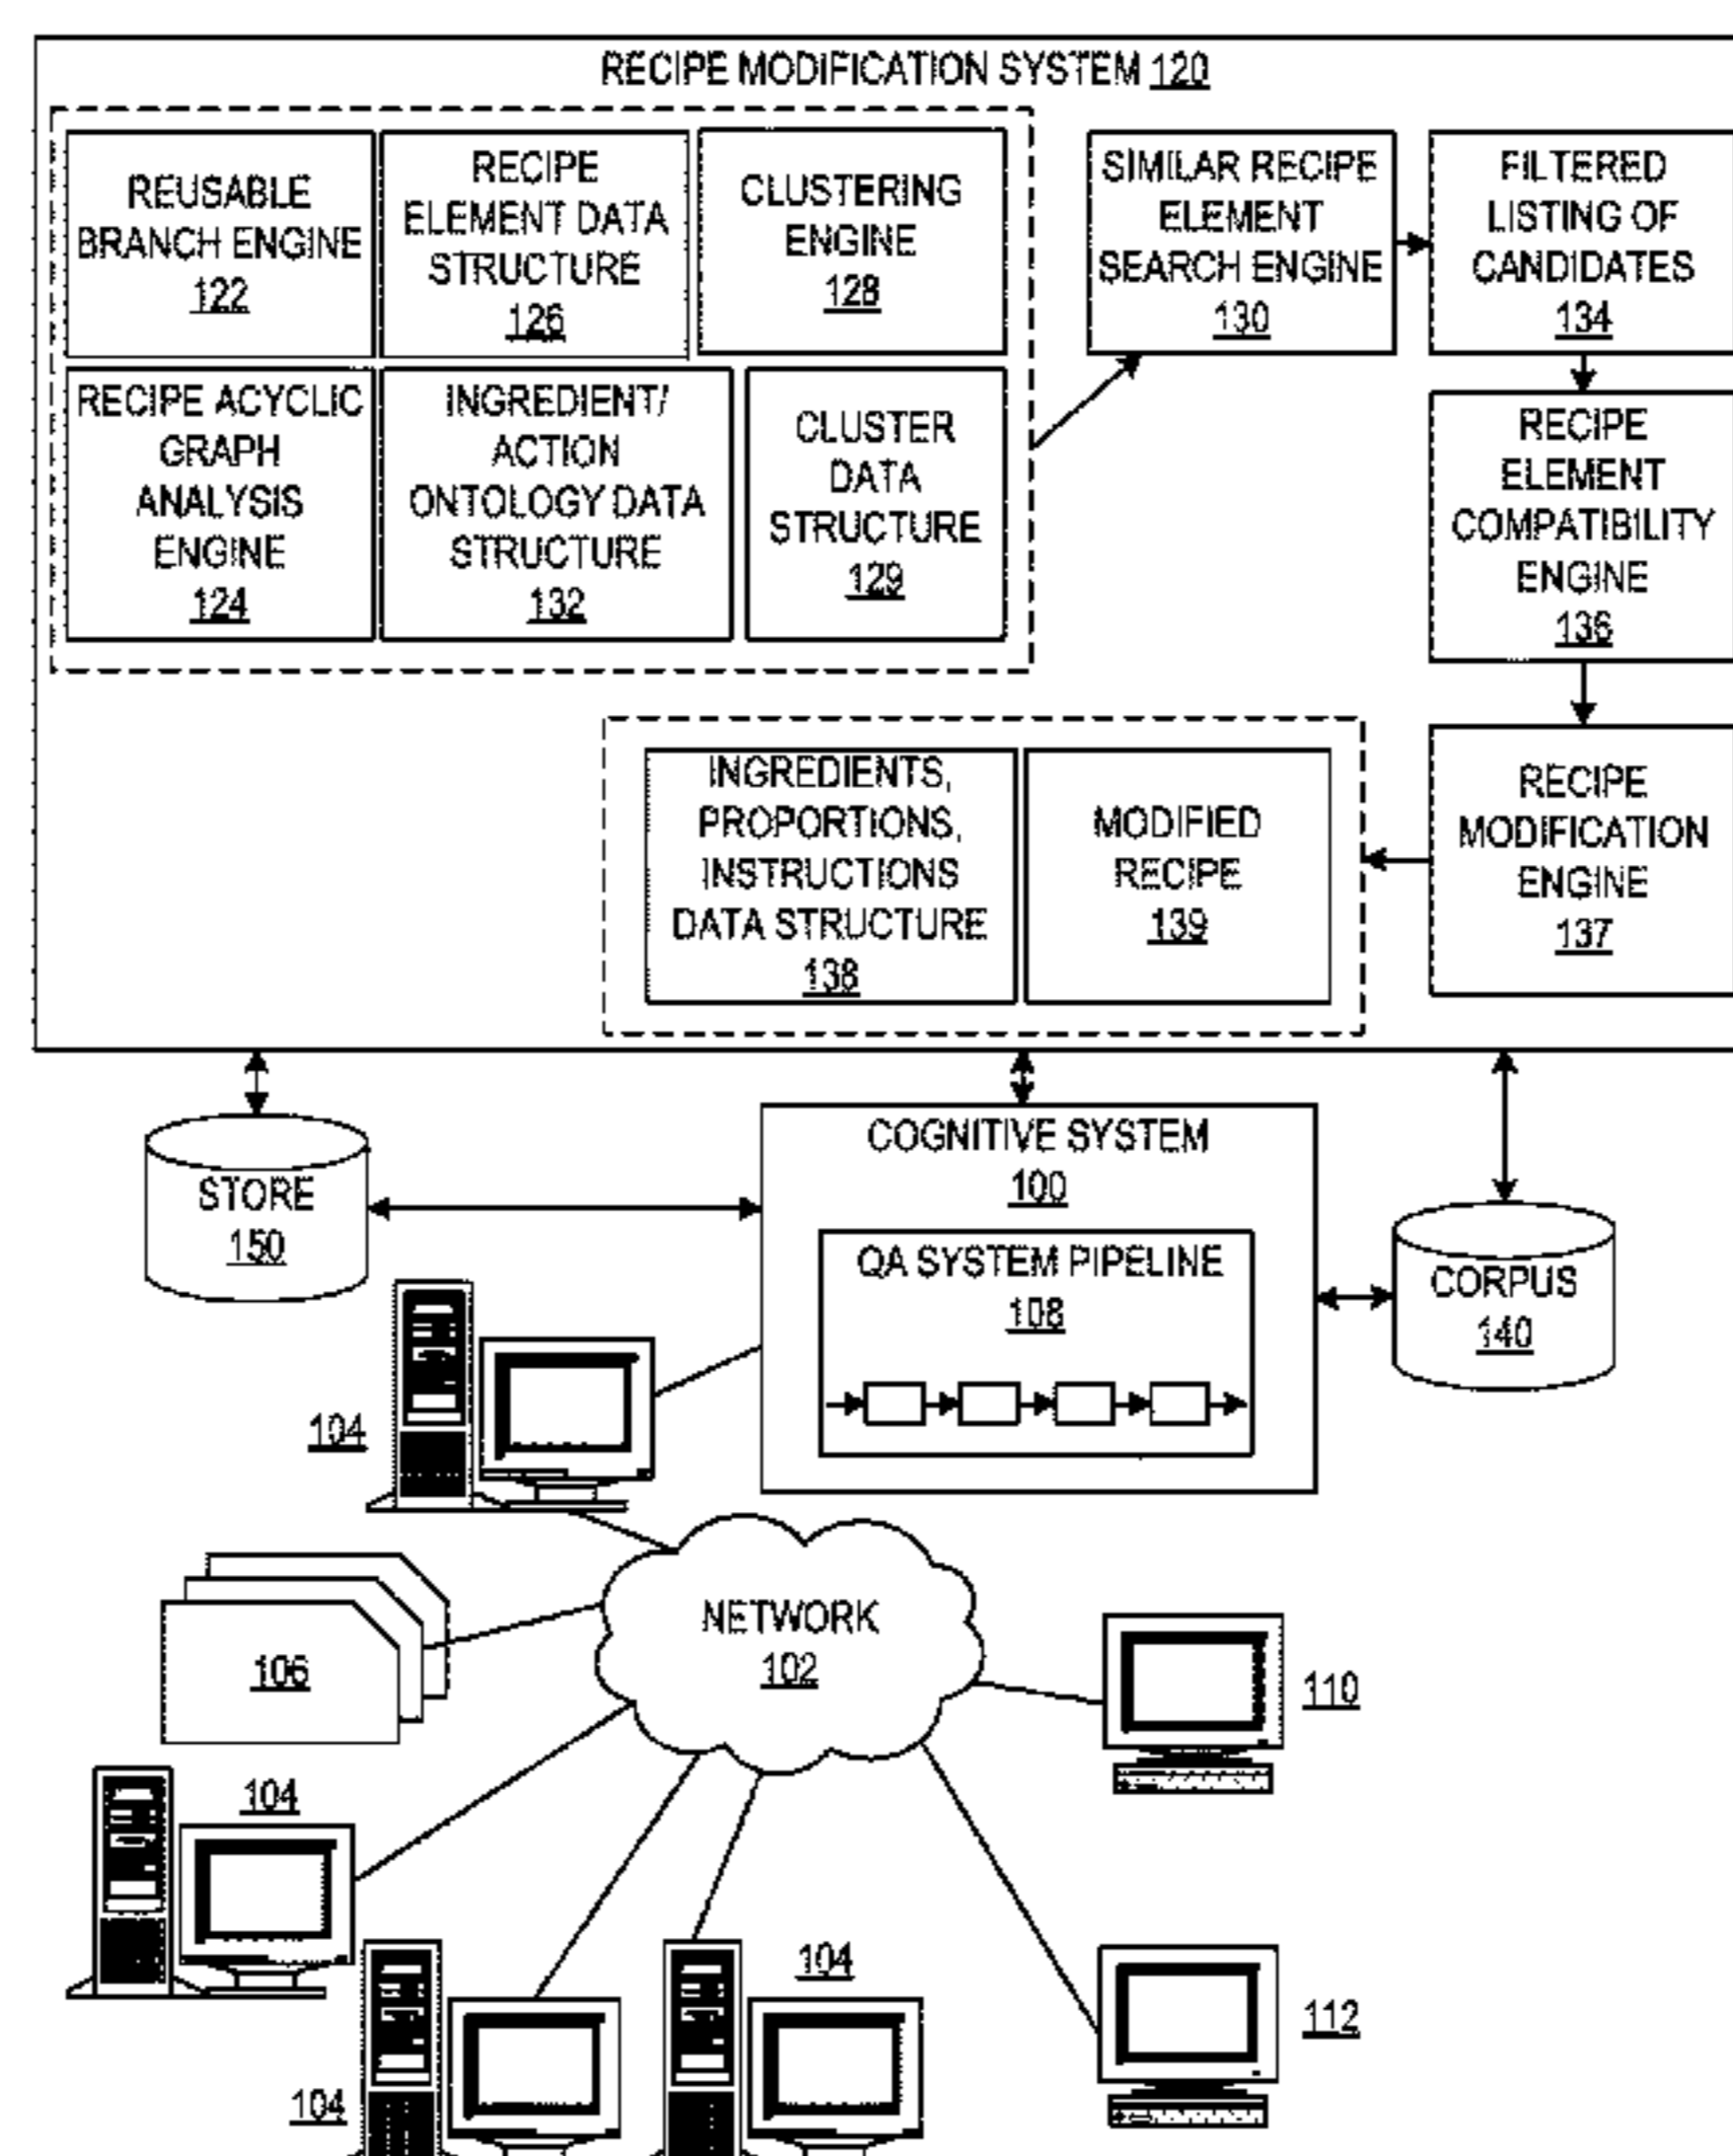 RECIPE MODIFICATION SYSTEM 120
REUSABLE
BRANCH ENGINE
122
RECIPE
ELEMENT DATA
STRUCTURE
126
CLUSTERING
ENGINE
128
SIMILAR RECIPE
ELEMENT
SEARCH ENGINE
130
FILTERED
LISTING OF
CANDIDATES
134
RECIPE ACYCLIC
GRAPH
ANALYSIS
ENGINE
124
INGREDIENT/
ACTION
ONTOLOGY DATA
STRUCTURE
132
CLUSTER
DATA
STRUCTURE
129
RECIPE
ELEMENT
COMPATIBILITY
ENGINE
136
INGREDIENTS,
PROPORTIONS,
INSTRUCTIONS
DATA STRUCTURE
138
MODIFIED
RECIPE
139
RECIPE
MODIFICATION
ENGINE
137
STORE
150
COGNITIVE SYSTEM
100
QA SYSTEM PIPELINE
108
CORPUS
140
104
NETWORK
102
106
110
104
104
112
104